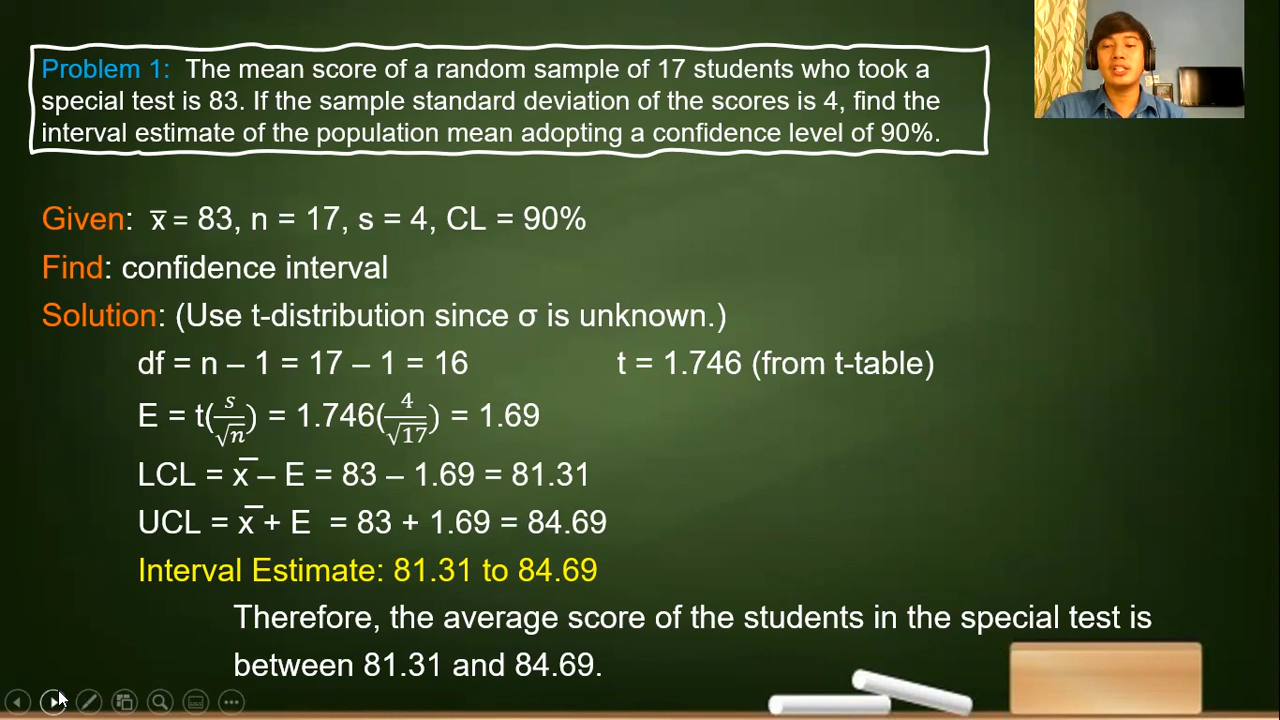 Problem 1: The mean score of a random sample of 17 students who took a
special test is 83. If the sample standard deviation of the scores is 4, find the
interval estimate of the population mean adopting a confidence level of 90%.
Given: x̅ = 83, n = 17, s = 4, CL = 90%
Find: confidence interval
Solution: (Use t-distribution since σ is unknown.)
df = n – 1 = 17 – 1 = 16 t = 1.746 (from t-table)
E = t(s/√n) = 1.746(4/√17) = 1.69
LCL = x̅ – E = 83 – 1.69 = 81.31
UCL = x̅ + E = 83 + 1.69 = 84.69
Interval Estimate: 81.31 to 84.69
Therefore, the average score of the students in the special test is
between 81.31 and 84.69.